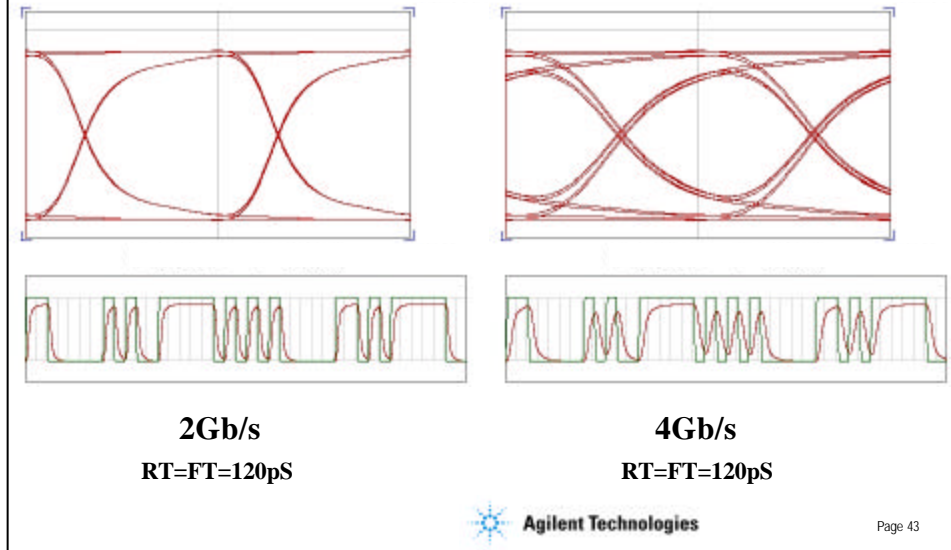 2Gb/s
4Gb/s
RT=FT=120pS
RT=FT=120pS
Agilent Technologies
Page 43